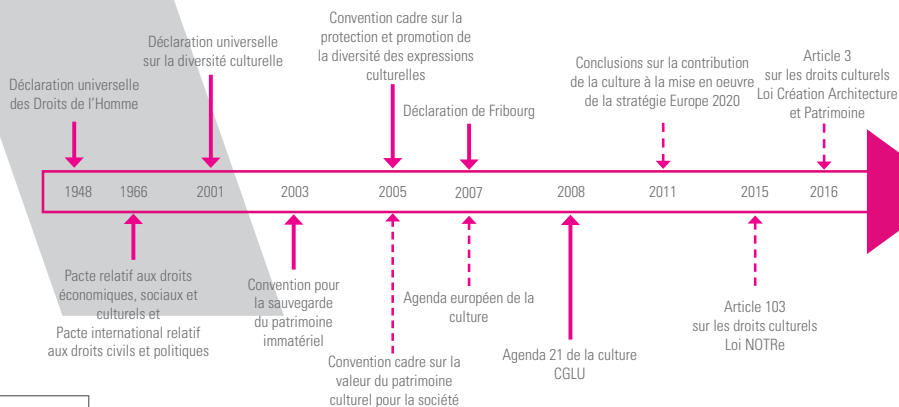 Déclaration universelle
des Droits de l'Homme
Déclaration universelle
sur la diversité culturelle
Convention cadre sur la
protection et promotion de
la diversité des expressions
culturelles
Déclaration de Fribourg
Conclusions sur la contribution
de la culture à la mise en oeuvre
de la stratégie Europe 2020
Article 3
sur les droits culturels
Loi Création Architecture
et Patrimoine
1948 1966 2001 2003 2005 2007 2008 2011 2015 2016
Pacte relatif aux droits
économiques, sociaux et
culturels et
Pacte international relatif
aux droits civils et politiques
Convention pour
la sauvegarde
du patrimoine
immatériel
Convention cadre sur la
valeur du patrimoine
culturel pour la société
Agenda européen de la
culture
Agenda 21 de la culture
CGLU
Article 103
sur les droits culturels
Loi NOTRe